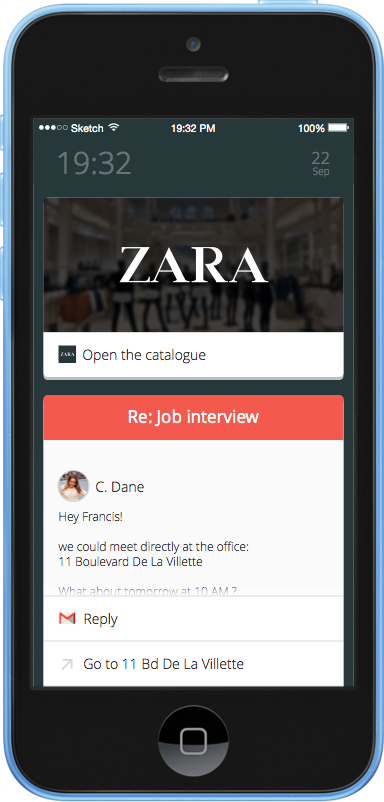 Sketch 19:32 PM 100%
19:32 22
Sep
ZARA
ZARA Open the catalogue
Re: Job interview
C. Dane
Hey Francis!
we could meet directly at the office:
11 Boulevard De La Villette
What about tomorrow at 10 AM ?
Reply
Go to 11 Bd De La Villette